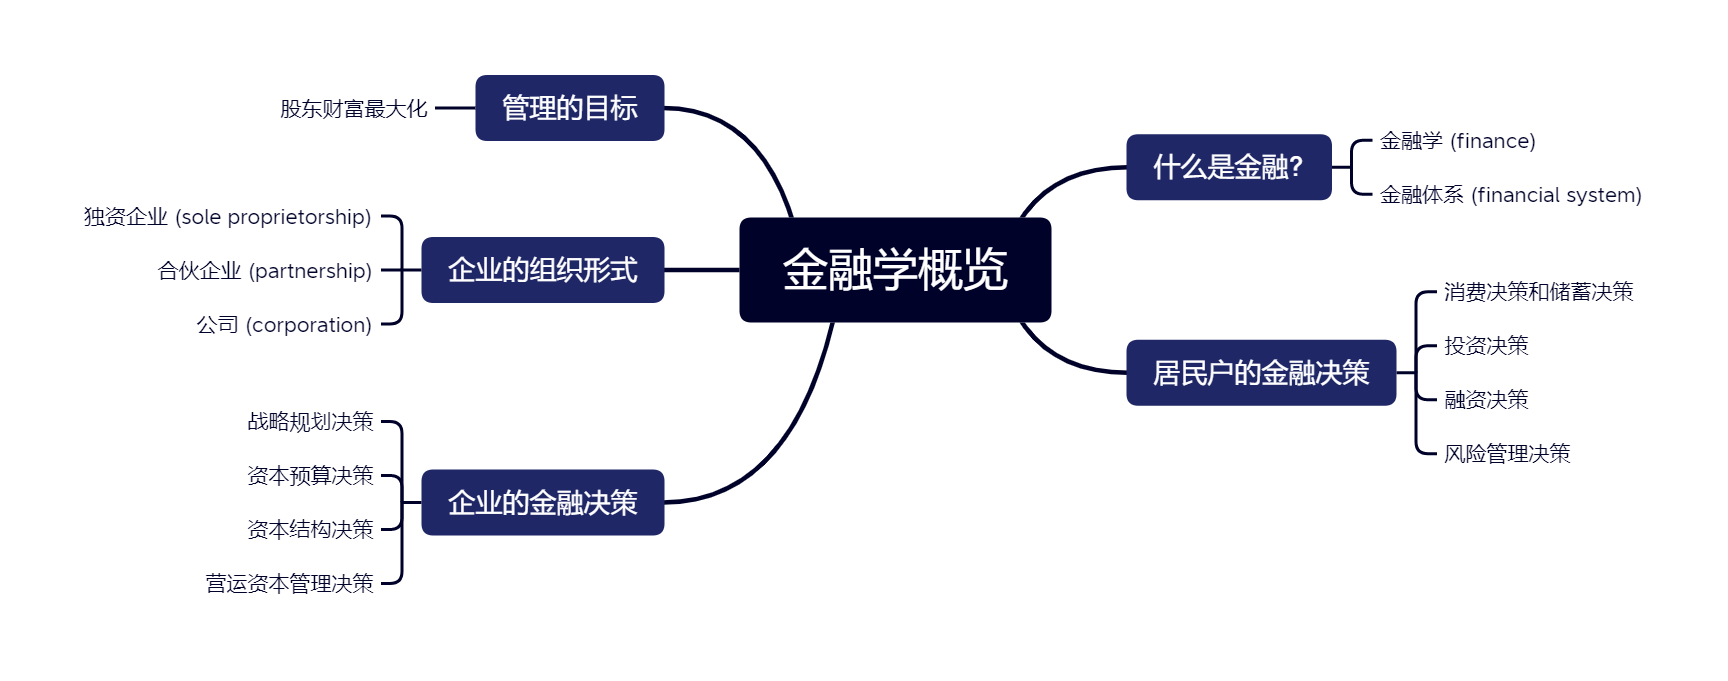 金融学概览
什么是金融?
金融学 (finance)
金融体系 (financial system)
居民户的金融决策
消费决策和储蓄决策
投资决策
融资决策
风险管理决策
管理的目标
股东财富最大化
企业的组织形式
独资企业 (sole proprietorship)
合伙企业 (partnership)
公司 (corporation)
企业的金融决策
战略规划决策
资本预算决策
资本结构决策
营运资本管理决策